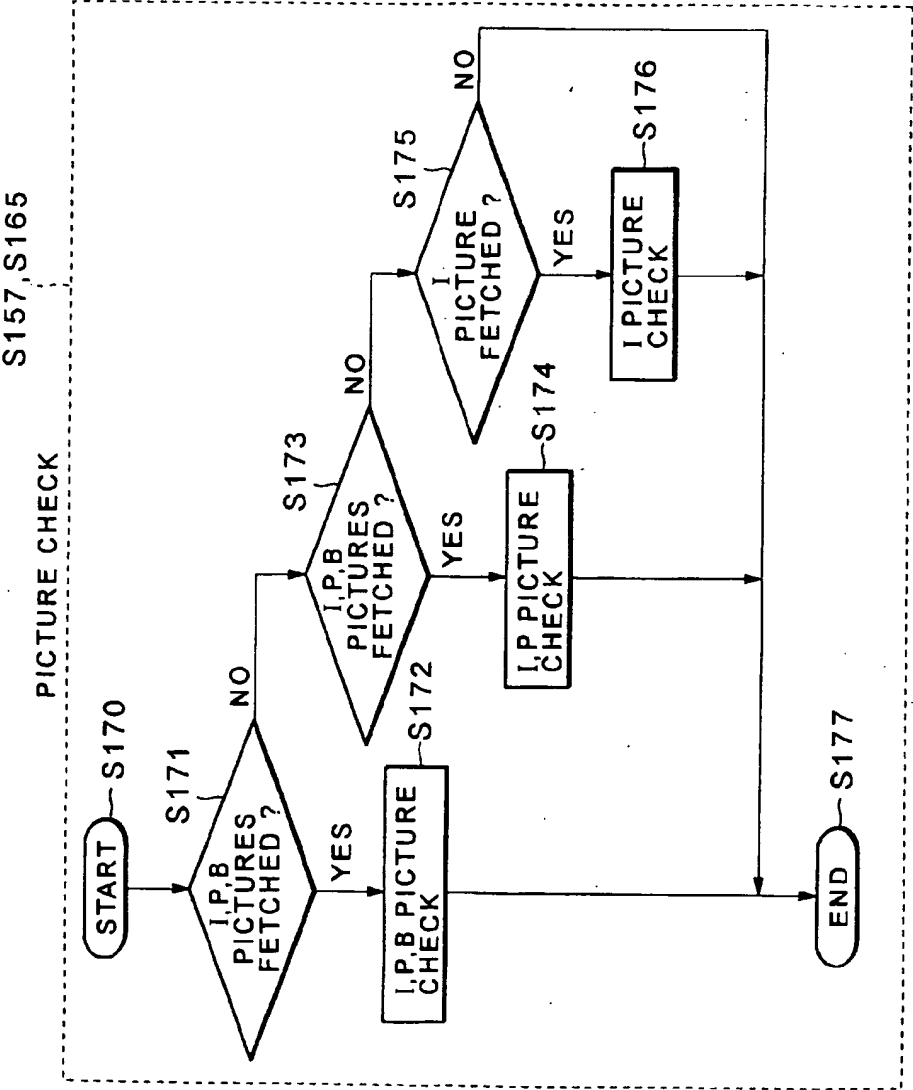 S157,S165
PICTURE CHECK
START
S170
I,P,B
PICTURES
FETCHED ?
S171
NO
YES
I,P,B PICTURE
CHECK
S172
I,P,B
PICTURES
FETCHED ?
S173
NO
YES
I,P PICTURE
CHECK
S174
I
PICTURE
FETCHED ?
S175
NO
YES
I PICTURE
CHECK
S176
END
S177